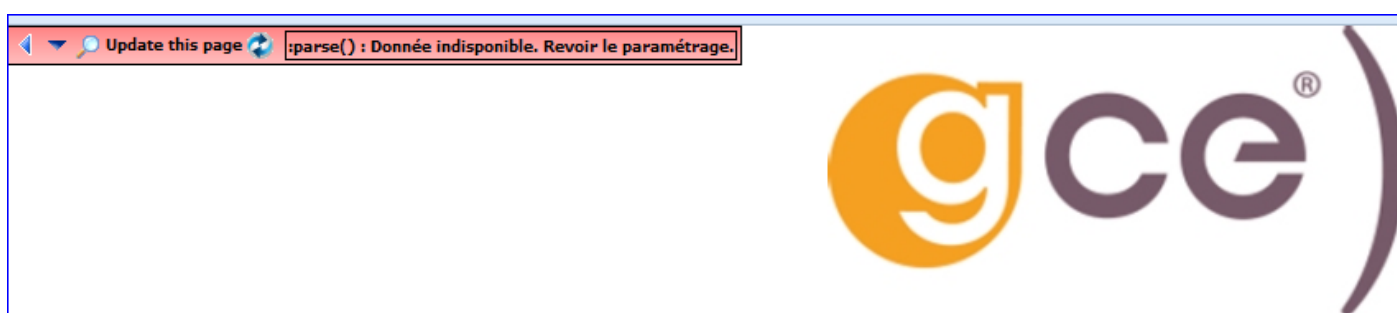 Update this page
:parse() : Donnée indisponible. Revoir le paramétrage.
gce®